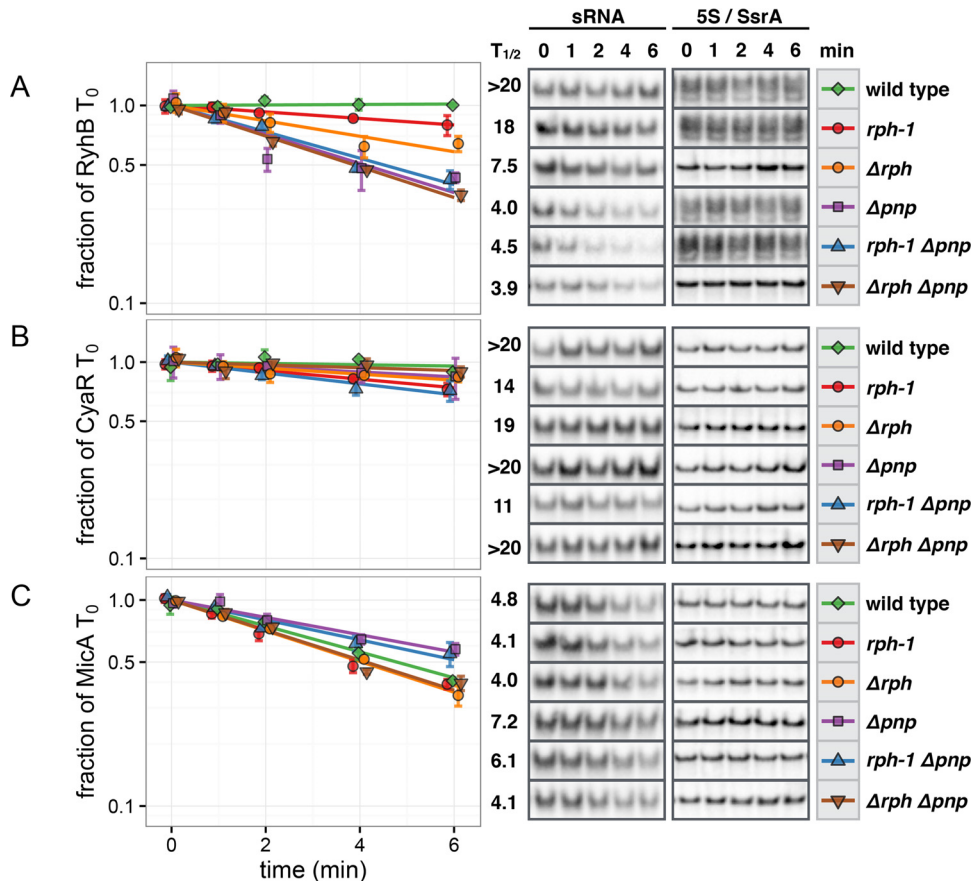 sRNA 5S / SsrA
T1/2 0 1 2 4 6 0 1 2 4 6 min
A
fraction of RyhB T0
1.0
0.5
0.1
>20 wild type
18 rph-1
7.5 Δrph
4.0 Δpnp
4.5 rph-1 Δpnp
3.9 Δrph Δpnp
B
fraction of CyaR T0
1.0
0.5
0.1
>20 wild type
14 rph-1
19 Δrph
>20 Δpnp
11 rph-1 Δpnp
>20 Δrph Δpnp
C
fraction of MicA T0
1.0
0.5
0.1
4.8 wild type
4.1 rph-1
4.0 Δrph
7.2 Δpnp
6.1 rph-1 Δpnp
4.1 Δrph Δpnp
0 2 4 6
time (min)